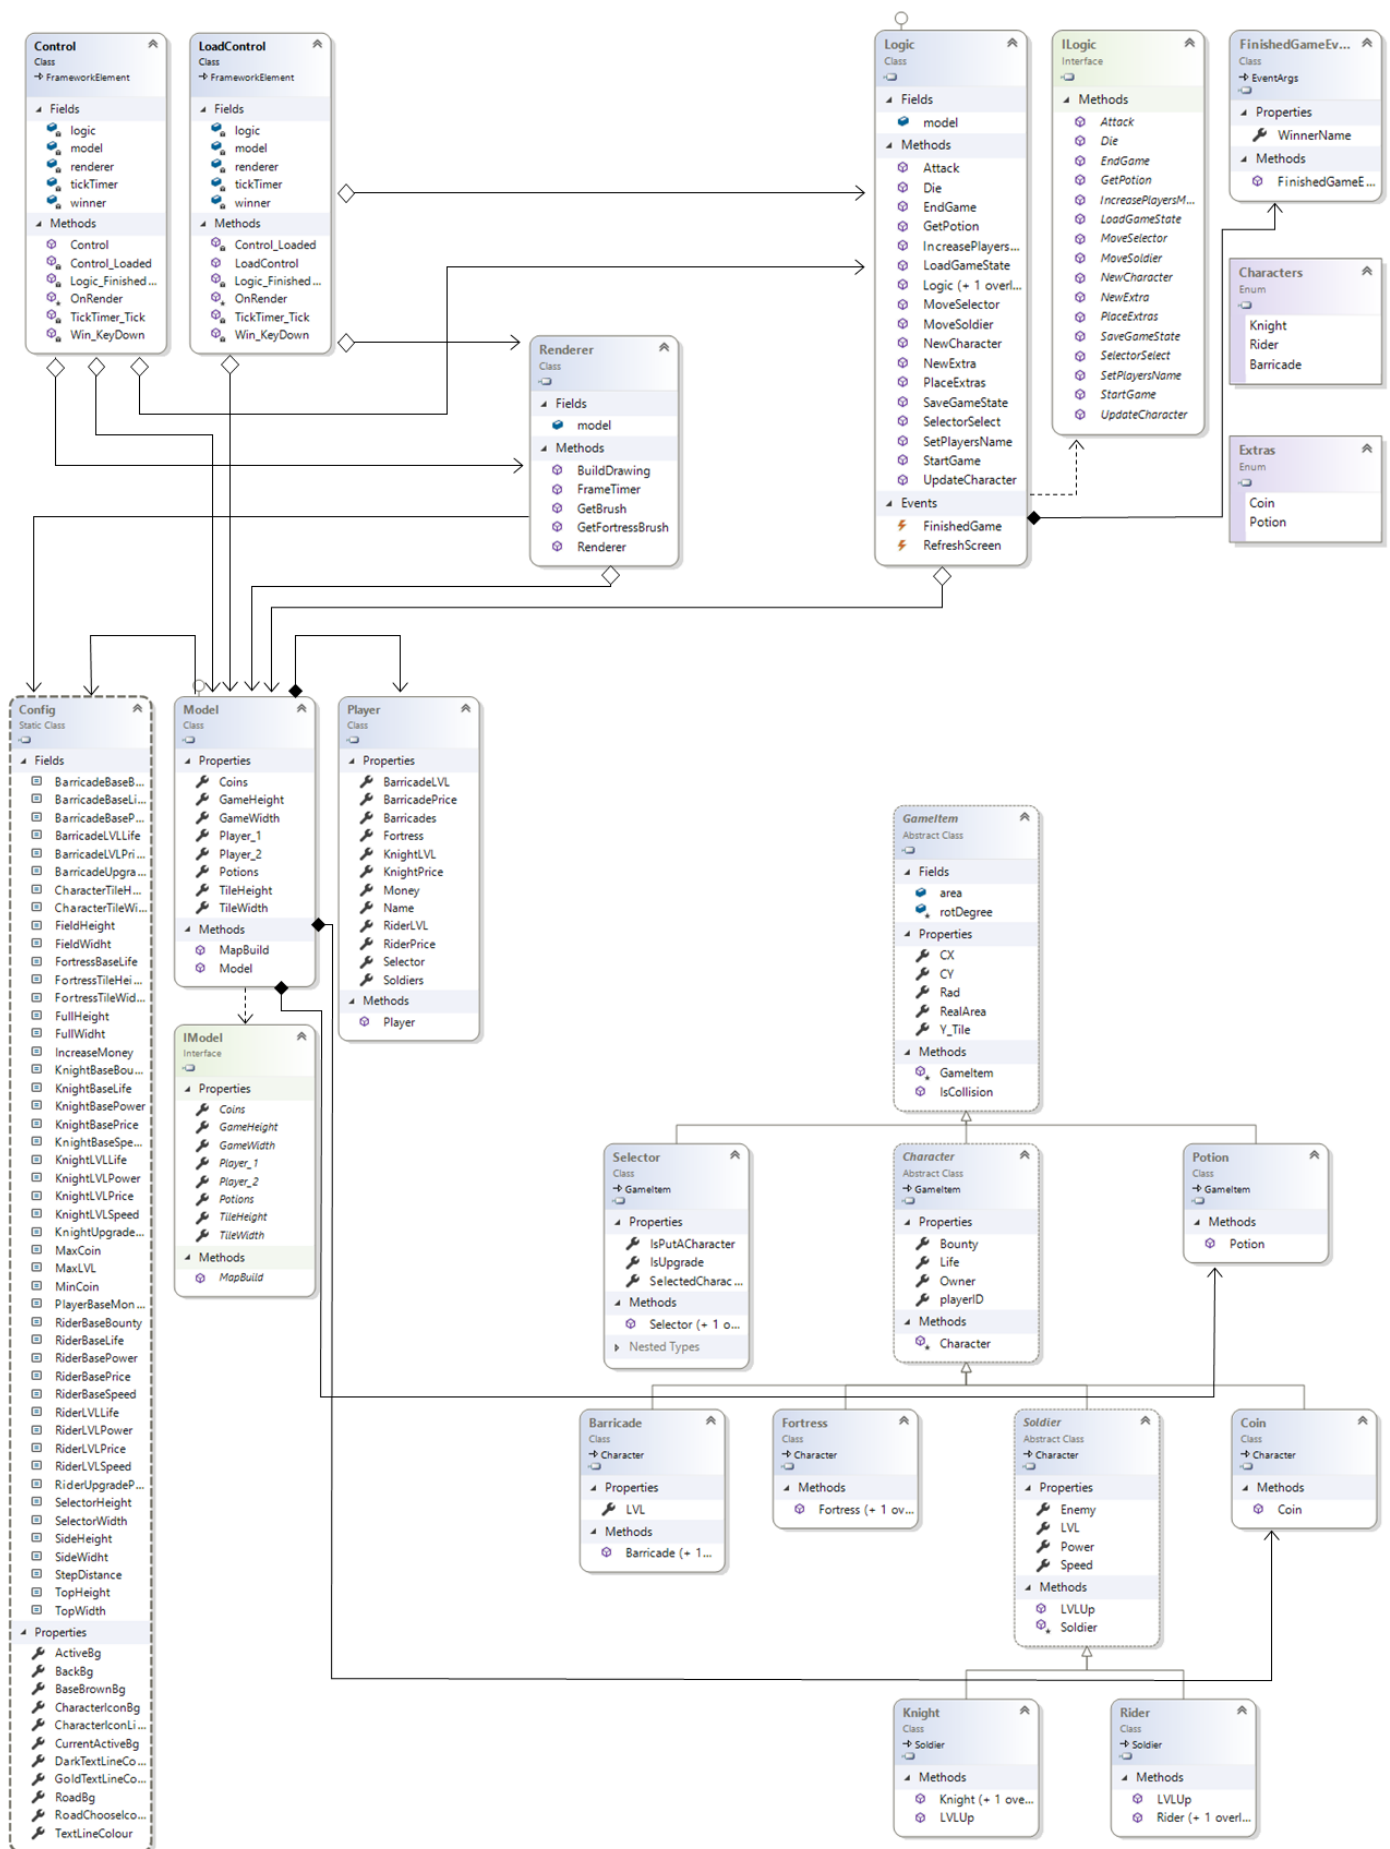 Control
Class
FrameworkElement
Fields
logic
model
renderer
tickTimer
winner
Methods
Control
Control_Loaded
Logic_Finished...
OnRender
TickTimer_Tick
Win_KeyDown
LoadControl
Class
FrameworkElement
Fields
logic
model
renderer
tickTimer
winner
Methods
Control_Loaded
LoadControl
Logic_Finished...
OnRender
TickTimer_Tick
Win_KeyDown
Renderer
Class
Fields
model
Methods
BuildDrawing
FrameTimer
GetBrush
GetFortressBrush
Renderer
Logic
Class
Fields
model
Methods
Attack
Die
EndGame
GetPotion
IncreasePlayers...
LoadGameState
Logic (+ 1 overl...
MoveSelector
MoveSoldier
NewCharacter
NewExtra
PlaceExtras
SaveGameState
SelectorSelect
SetPlayersName
StartGame
UpdateCharacter
Events
FinishedGame
RefreshScreen
ILogic
Interface
Methods
Attack
Die
EndGame
GetPotion
IncreasePlayersM...
LoadGameState
MoveSelector
MoveSoldier
NewCharacter
NewExtra
PlaceExtras
SaveGameState
SelectorSelect
SetPlayersName
StartGame
UpdateCharacter
FinishedGameEv...
Class
EventArgs
Properties
WinnerName
Methods
FinishedGameE...
Characters
Enum
Knight
Rider
Barricade
Extras
Enum
Coin
Potion
Config
Static Class
Fields
BarricadeBaseB...
BarricadeBaseLi...
BarricadeBaseP...
BarricadeLVLLife
BarricadeLVLPri...
BarricadeUpgra...
CharacterTileH...
CharacterTileWi...
FieldHeight
FieldWidht
FortressBaseLife
FortressTileHei...
FortressTileWid...
FullHeight
FullWidht
IncreaseMoney
KnightBaseBou...
KnightBaseLife
KnightBasePower
KnightBasePrice
KnightBaseSpe...
KnightLVLLife
KnightLVLPower
KnightLVLPrice
KnightLVLSpeed
KnightUpgrade...
MaxCoin
MaxLVL
MinCoin
PlayerBaseMon...
RiderBaseBounty
RiderBaseLife
RiderBasePower
RiderBasePrice
RiderBaseSpeed
RiderLVLLife
RiderLVLPower
RiderLVLPrice
RiderLVLSpeed
RiderUpgradeP...
SelectorHeight
SelectorWidth
SideHeight
SideWidht
StepDistance
TopHeight
TopWidth
Properties
ActiveBg
BackBg
BaseBrownBg
CharacterIconBg
CharacterIconLi...
CurrentActiveBg
DarkTextLineCo...
GoldTextLineCo...
RoadBg
RoadChooseIco...
TextLineColour
Model
Class
Properties
Coins
GameHeight
GameWidth
Player_1
Player_2
Potions
TileHeight
TileWidth
Methods
MapBuild
Model
IModel
Interface
Properties
Coins
GameHeight
GameWidth
Player_1
Player_2
Potions
TileHeight
TileWidth
Methods
MapBuild
Player
Class
Properties
BarricadeLVL
BarricadePrice
Barricades
Fortress
KnightLVL
KnightPrice
Money
Name
RiderLVL
RiderPrice
Selector
Soldiers
Methods
Player
GameItem
Abstract Class
Fields
area
rotDegree
Properties
CX
CY
Rad
RealArea
Y_Tile
Methods
GameItem
IsCollision
Selector
Class
GameItem
Properties
IsPutACharacter
IsUpgrade
SelectedCharac...
Methods
Selector (+ 1 o...
Nested Types
Character
Abstract Class
GameItem
Properties
Bounty
Life
Owner
playerID
Methods
Character
Potion
Class
GameItem
Methods
Potion
Barricade
Class
Character
Properties
LVL
Methods
Barricade (+ 1...
Fortress
Class
Character
Methods
Fortress (+ 1 ov...
Soldier
Abstract Class
Character
Properties
Enemy
LVL
Power
Speed
Methods
LVLUp
Soldier
Coin
Class
Character
Methods
Coin
Knight
Class
Soldier
Methods
Knight (+ 1 ove...
LVLUp
Rider
Class
Soldier
Methods
LVLUp
Rider (+ 1 overl...